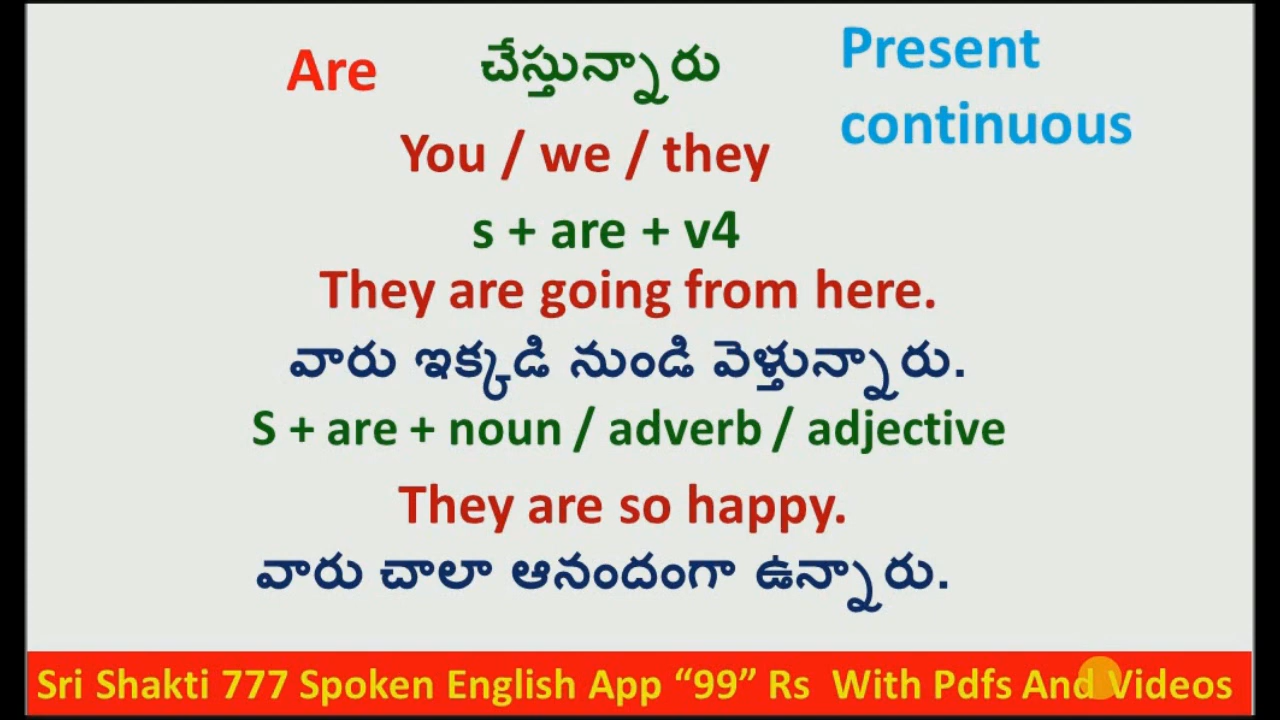 Are చేస్తున్నారు Present
continuous
You / we / they
s + are + v4
They are going from here.
వారు ఇక్కడి నుండి వెళ్తున్నారు.
S + are + noun / adverb / adjective
They are so happy.
వారు చాలా ఆనందంగా ఉన్నారు.
Sri Shakti 777 Spoken English App “99” Rs With Pdfs And Videos